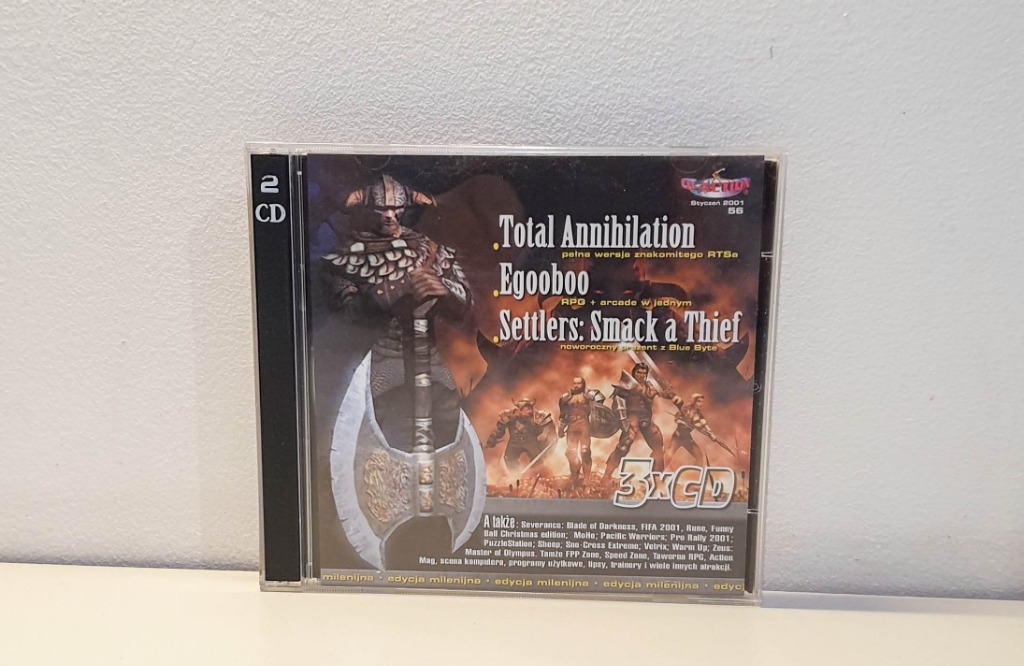 2
CD
CD-ACTION
Styczeń 2001
56
.Total Annihilation
pełna wersja znakomitego RTSa
.Egooboo
RPG + arcade w jednym
.Settlers: Smack a Thief
noworoczny prezent z Blue Byte
3xCD
A także: Severance: Blade of Darkness, FIFA 2001, Rune, Funny
Ball Christmas edition; MoHo; Pacific Warriors; Pro Rally 2001;
PuzzleStation; Sheep; Sno-Cross Extreme; Vetrix; Warm Up; Zeus:
Master of Olympus. Tamże FPP Zone, Speed Zone, Tawerna RPG, Action
Mag, scena komputera, programy użytkowe, tipsy, trainery i wiele innych atrakcji.
milenijna • edycja milenijna • edycja milenijna • edycja milenijna • edyc